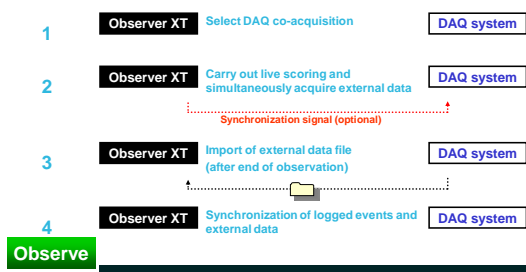 1 Observer XT Select DAQ co-acquisition DAQ system
2 Observer XT Carry out live scoring and DAQ system
simultaneously acquire external data
Synchronization signal (optional)
3 Observer XT Import of external data file DAQ system
(after end of observation)
4 Observer XT Synchronization of logged events and DAQ system
external data
Observe